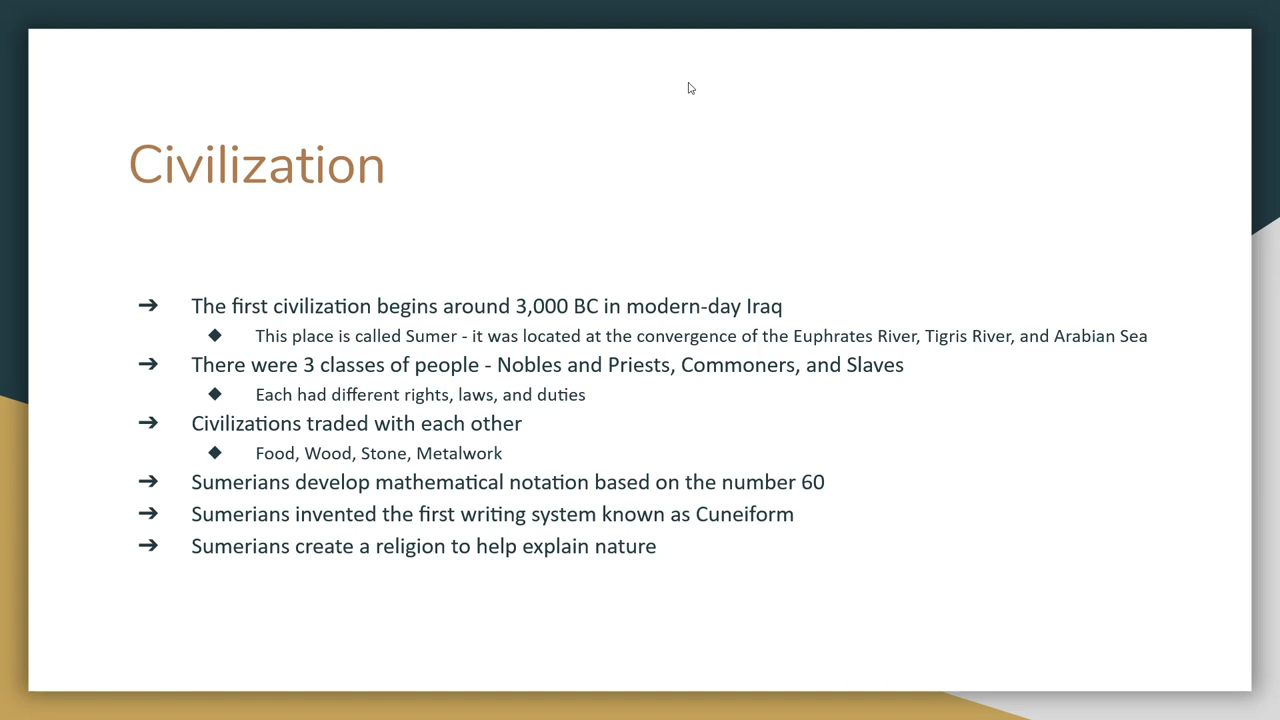 Civilization
➔ The first civilization begins around 3,000 BC in modern-day Iraq
◆ This place is called Sumer - it was located at the convergence of the Euphrates River, Tigris River, and Arabian Sea
➔ There were 3 classes of people - Nobles and Priests, Commoners, and Slaves
◆ Each had different rights, laws, and duties
➔ Civilizations traded with each other
◆ Food, Wood, Stone, Metalwork
➔ Sumerians develop mathematical notation based on the number 60
➔ Sumerians invented the first writing system known as Cuneiform
➔ Sumerians create a religion to help explain nature